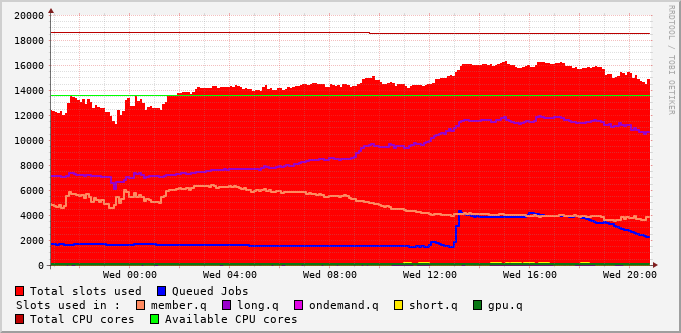 20000
18000
16000
14000
12000
10000
8000
6000
4000
2000
0
Wed 00:00 Wed 04:00 Wed 08:00 Wed 12:00 Wed 16:00 Wed 20:00
RRDTOOL / TOBI OETIKER
Total slots used Queued Jobs
Slots used in : member.q long.q ondemand.q short.q gpu.q
Total CPU cores Available CPU cores